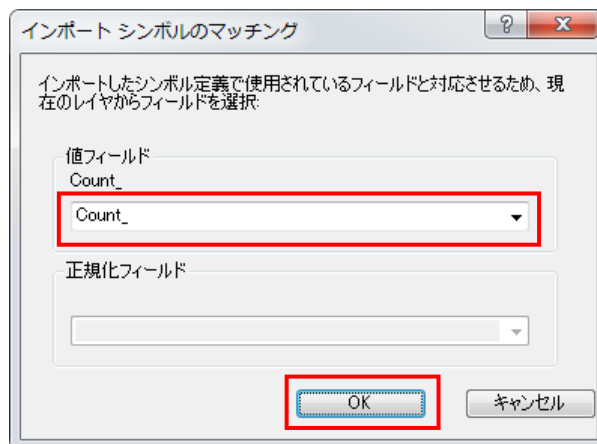 インポート シンボルのマッチング
インポートしたシンボル定義で使用されているフィールドと対応させるため、現
在のレイヤからフィールドを選択:
値フィールド
Count_
Count_
正規化フィールド
OK
キャンセル